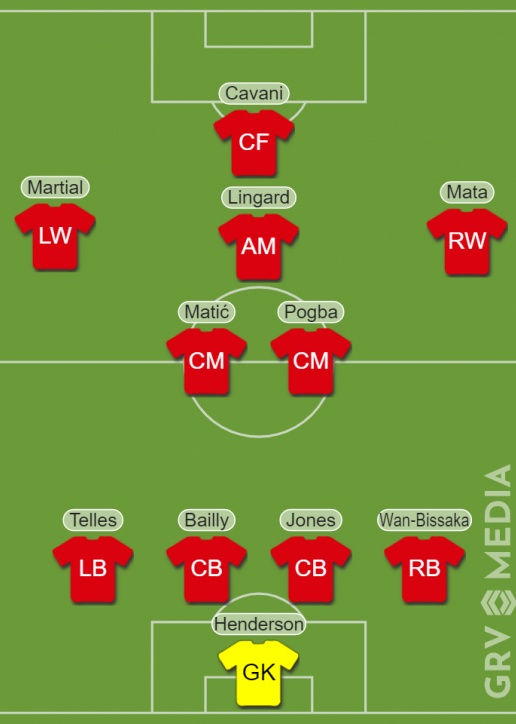 Cavani
CF
Martial
LW
Lingard
AM
Mata
RW
Matić
CM
Pogba
CM
Telles
LB
Bailly
CB
Jones
CB
Wan-Bissaka
RB
Henderson
GK
GRV MEDIA